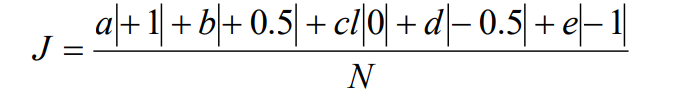 J = a|+1| + b|+0.5| + cl|0| + d|−0.5| + e|−1|
N